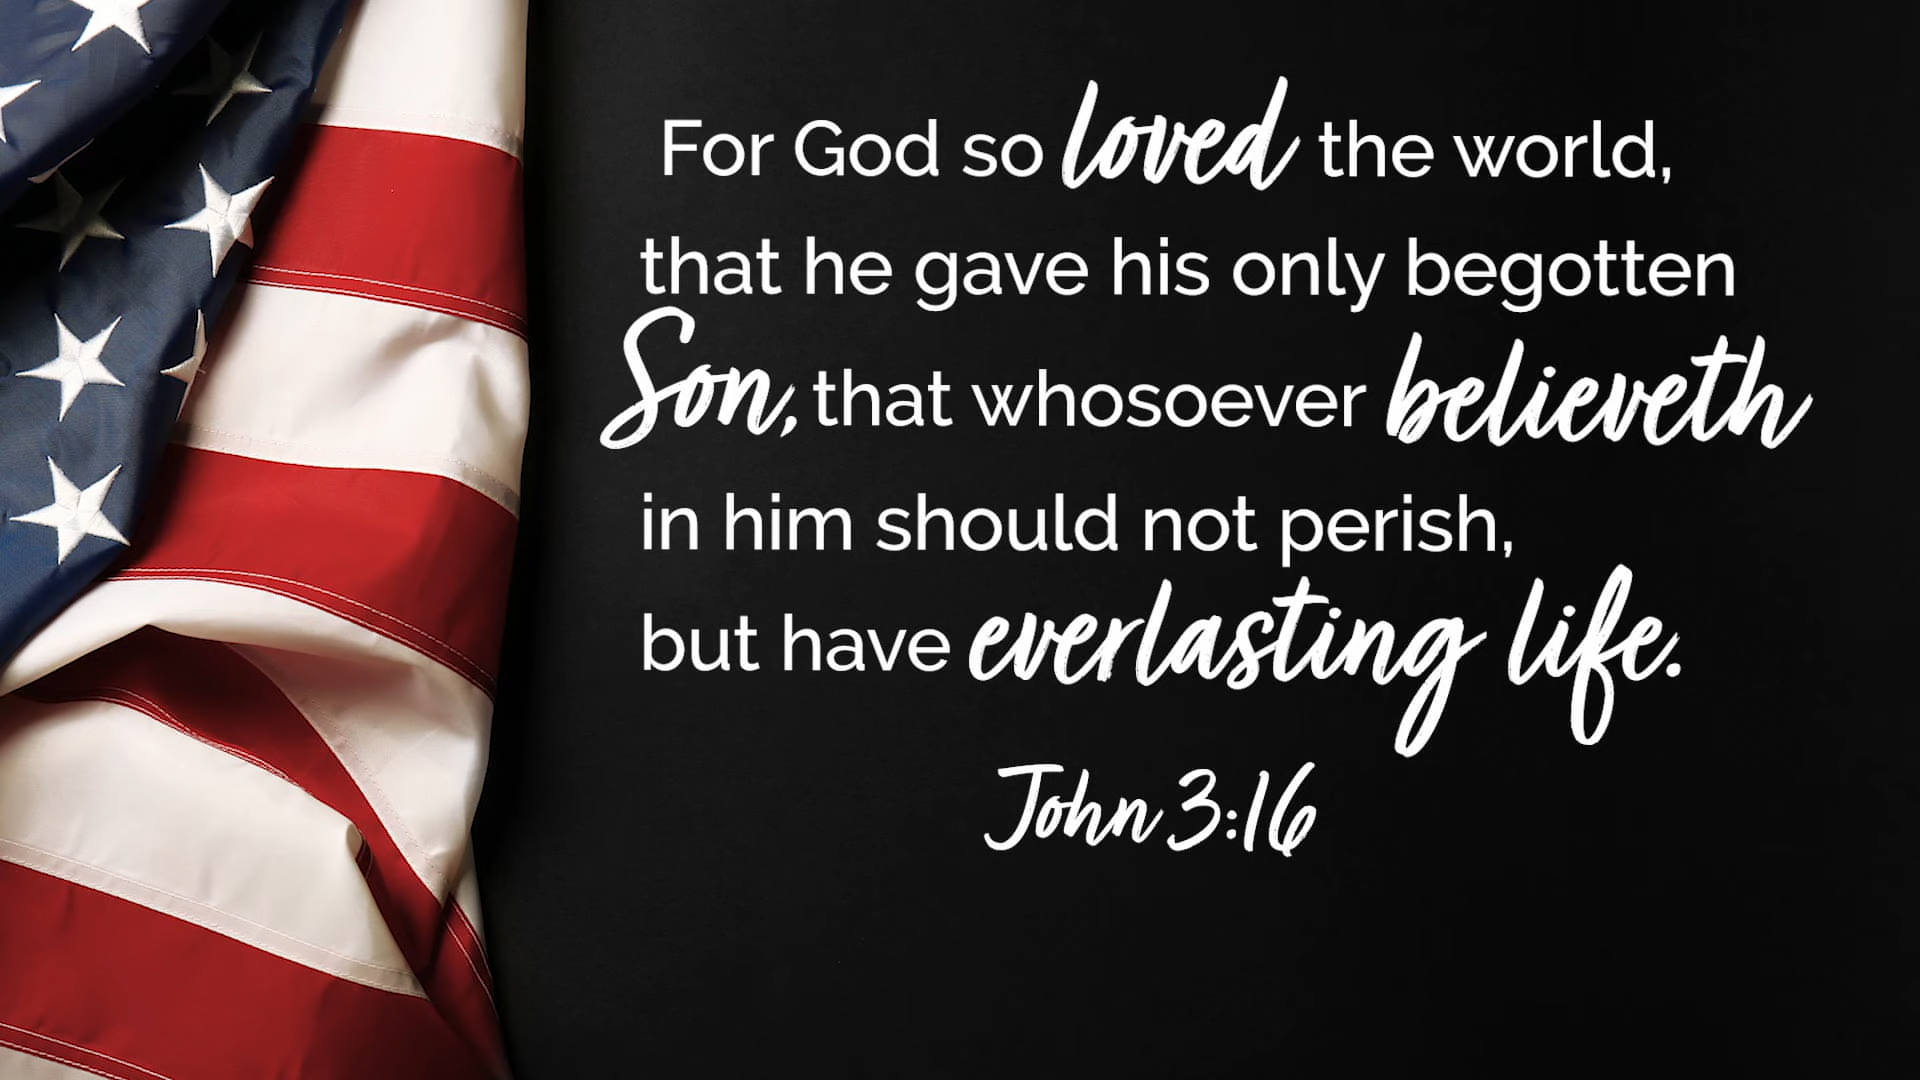 For God so loved the world,
that he gave his only begotten
Son, that whosoever believeth
in him should not perish,
but have everlasting life.
John 3:16